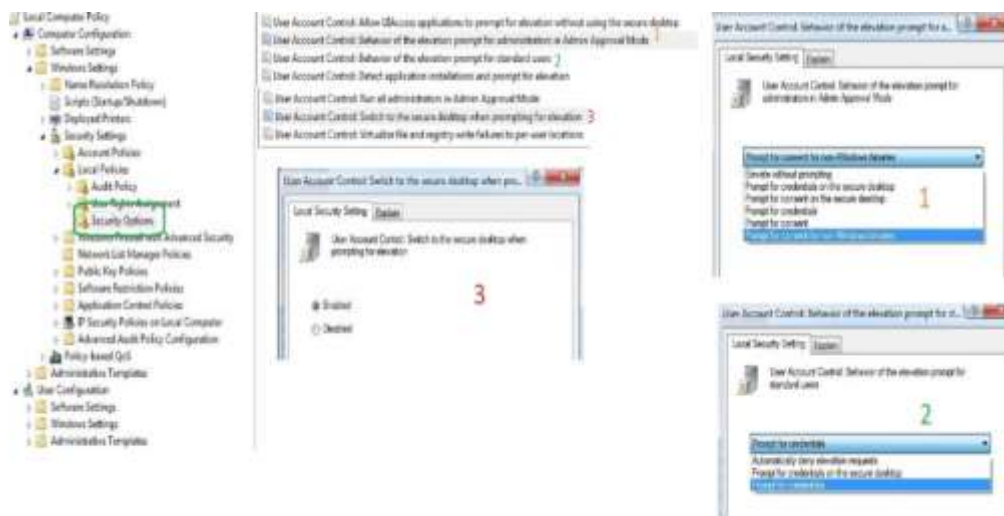 Local Computer Policy
Computer Configuration
Software Settings
Windows Settings
Name Resolution Policy
Scripts (Startup/Shutdown)
Deployed Printers
Security Settings
Account Policies
Local Policies
Audit Policy
User Rights Assignment
Security Options
Windows Firewall with Advanced Security
Network List Manager Policies
Public Key Policies
Software Restriction Policies
Application Control Policies
IP Security Policies on Local Computer
Advanced Audit Policy Configuration
Policy-based QoS
Administrative Templates
User Configuration
Software Settings
Windows Settings
Administrative Templates
User Account Control: Allow UIAccess applications to prompt for elevation without using the secure desktop
User Account Control: Behavior of the elevation prompt for administrators in Admin Approval Mode 1
User Account Control: Behavior of the elevation prompt for standard users 2
User Account Control: Detect application installations and prompt for elevation
User Account Control: Run all administrators in Admin Approval Mode
User Account Control: Switch to the secure desktop when prompting for elevation 3
User Account Control: Virtualize file and registry write failures to per-user locations
User Account Control: Switch to the secure desktop when pro...
Local Security Setting Explain
User Account Control: Switch to the secure desktop when
prompting for elevation
3
Enabled
Disabled
User Account Control: Behavior of the elevation prompt for a...
Local Security Setting Explain
User Account Control: Behavior of the elevation prompt for
administrators in Admin Approval Mode
Prompt for consent for non-Windows binaries
Elevate without prompting
Prompt for credentials on the secure desktop
Prompt for consent on the secure desktop
Prompt for credentials
Prompt for consent
Prompt for consent for non-Windows binaries
1
User Account Control: Behavior of the elevation prompt for st...
Local Security Setting Explain
User Account Control: Behavior of the elevation prompt for
standard users
2
Prompt for credentials
Automatically deny elevation requests
Prompt for credentials on the secure desktop
Prompt for credentials